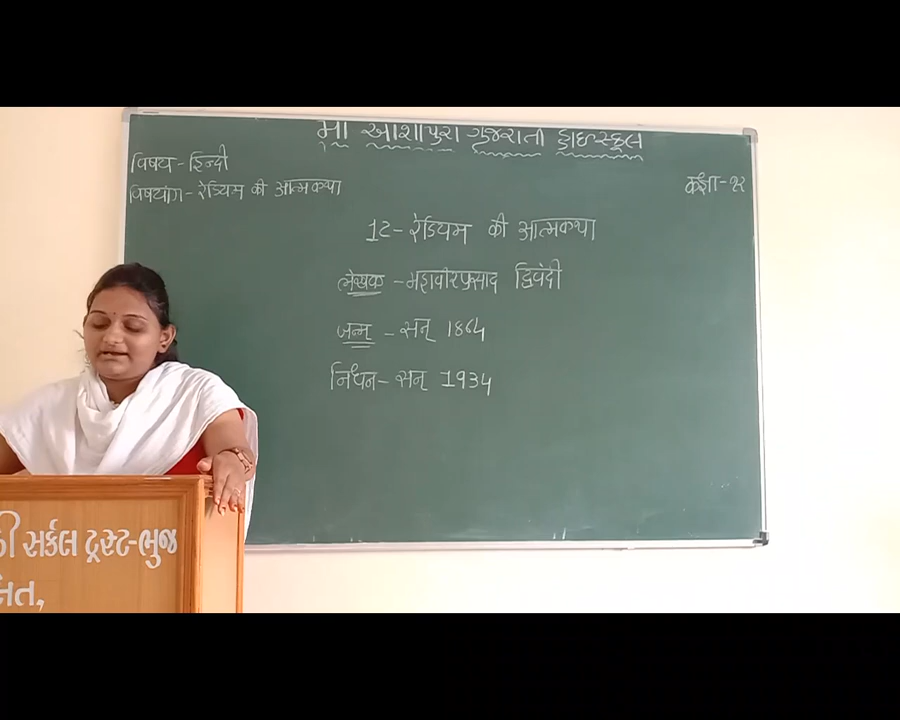 મા આશાપુરા ગુજરાતી હાઇસ્કૂલ
विषय - हिन्दी
विषयांग - रेडियम की आत्मकथा
कक्षा - १२
12 - रेडियम की आत्मकथा
लेखक - महावीरप्रसाद द्विवेदी
जन्म - सन् 1864
निधन - सन् 1934
સર્કલ ટ્રસ્ટ-ભુજ